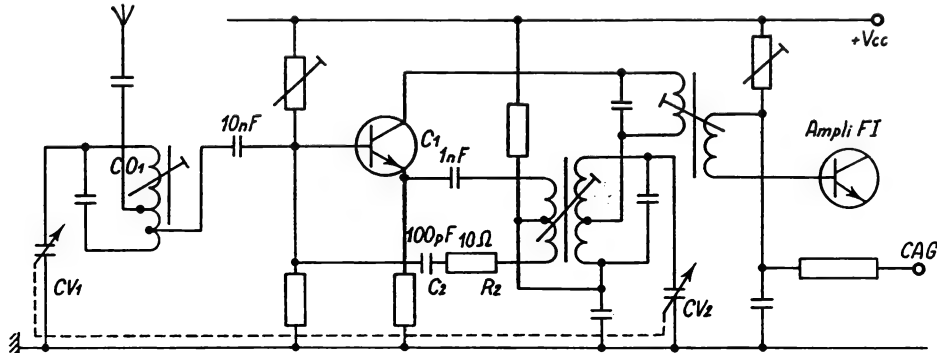 +Vcc
10nF
C1
CO1
1nF
Ampli FI
100pF 10Ω
CAG
C2 R2
CV1
CV2